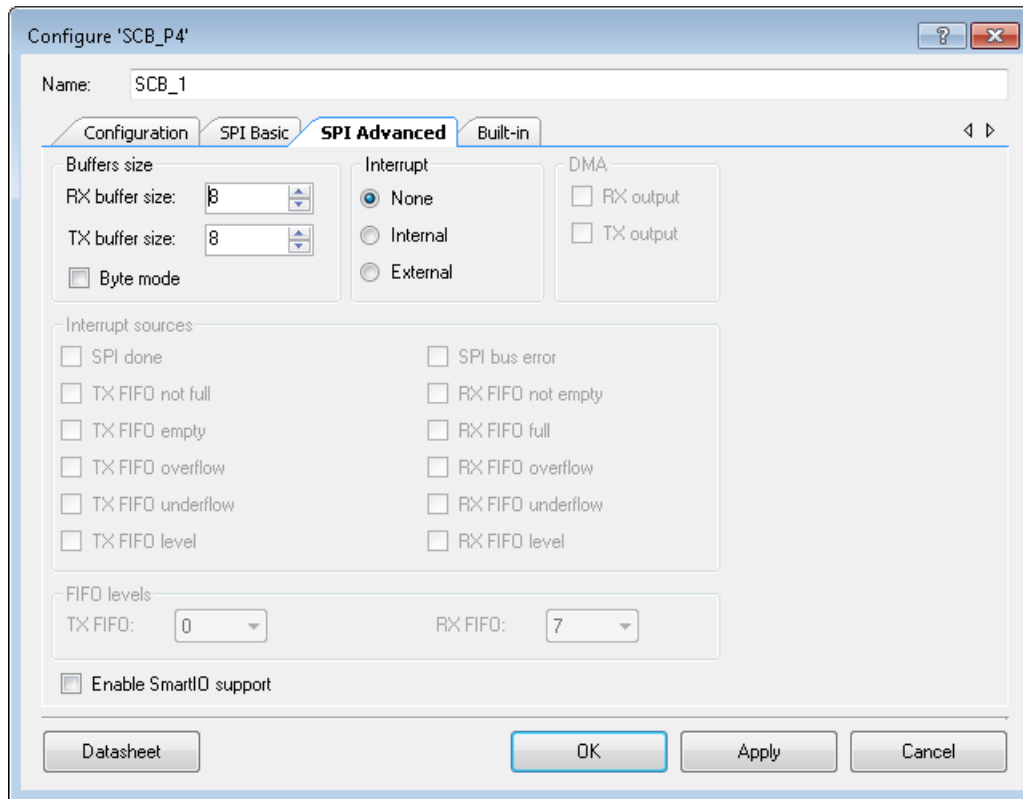 Configure 'SCB_P4'
Name: SCB_1
Configuration SPI Basic SPI Advanced Built-in
Buffers size Interrupt DMA
RX buffer size: 8 None RX output
TX buffer size: 8 Internal TX output
Byte mode External
Interrupt sources
SPI done SPI bus error
TX FIFO not full RX FIFO not empty
TX FIFO empty RX FIFO full
TX FIFO overflow RX FIFO overflow
TX FIFO underflow RX FIFO underflow
TX FIFO level RX FIFO level
FIFO levels
TX FIFO: 0 RX FIFO: 7
Enable SmartIO support
Datasheet OK Apply Cancel